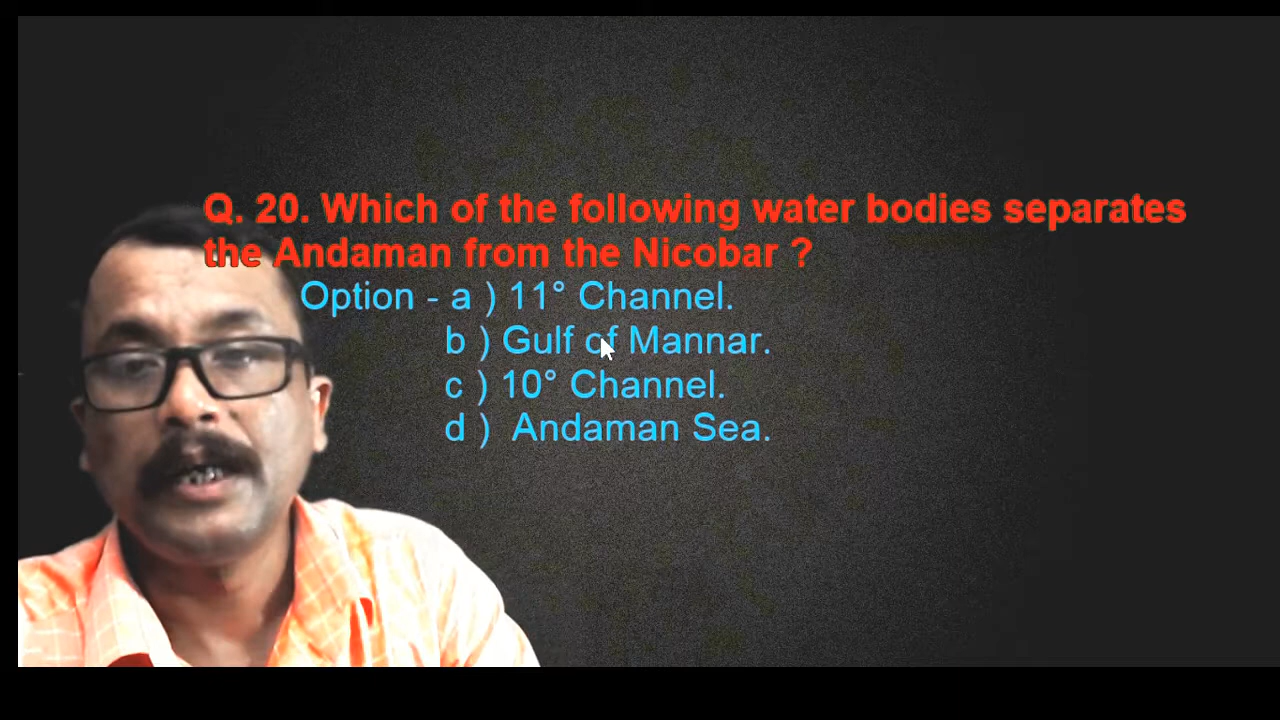 Q. 20. Which of the following water bodies separates
the Andaman from the Nicobar ?
Option - a ) 11° Channel.
b ) Gulf of Mannar.
c ) 10° Channel.
d ) Andaman Sea.